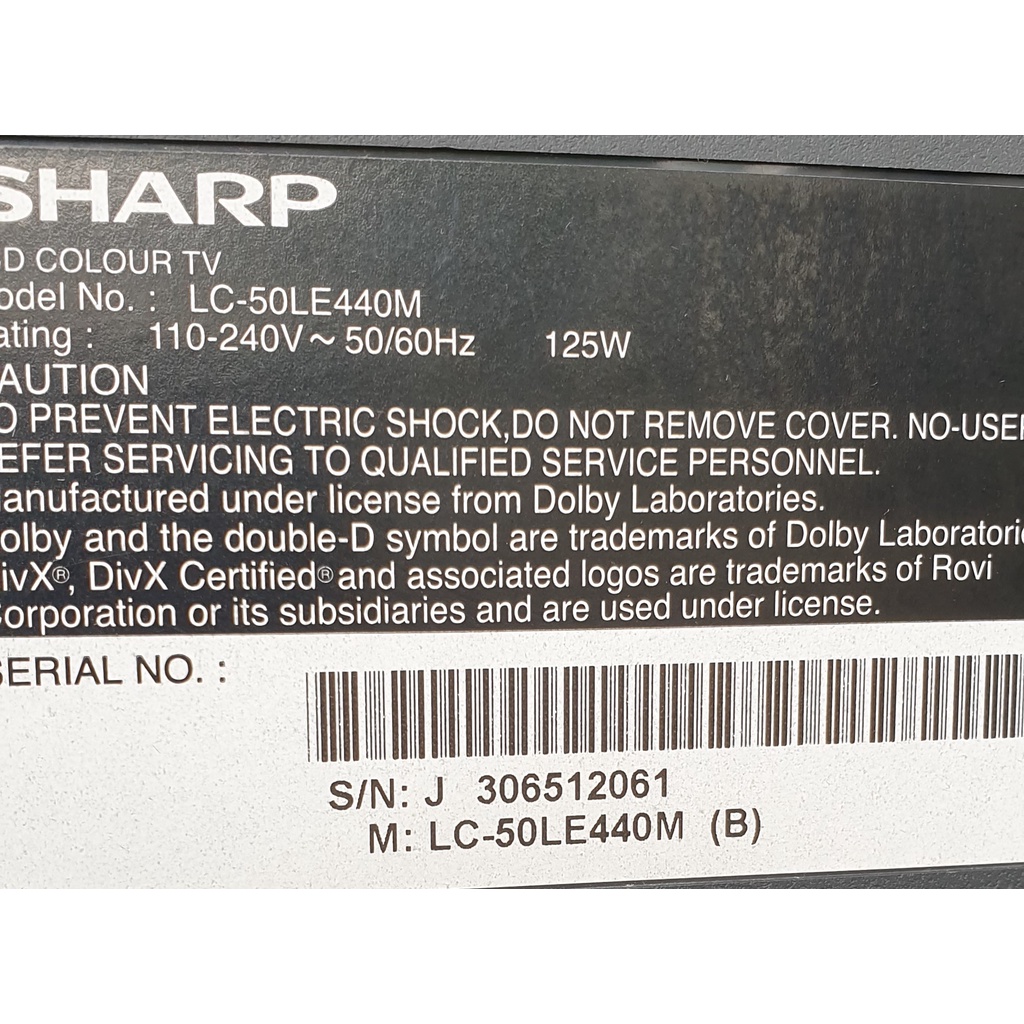 SHARP
D COLOUR TV
odel No. : LC-50LE440M
ating : 110-240V~ 50/60Hz 125W
AUTION
O PREVENT ELECTRIC SHOCK,DO NOT REMOVE COVER. NO-USER
EFER SERVICING TO QUALIFIED SERVICE PERSONNEL.
anufactured under license from Dolby Laboratories.
olby and the double-D symbol are trademarks of Dolby Laboratorie
ivX®, DivX Certified® and associated logos are trademarks of Rovi
orporation or its subsidiaries and are used under license.
SERIAL NO. :
S/N: J 306512061
M: LC-50LE440M (B)